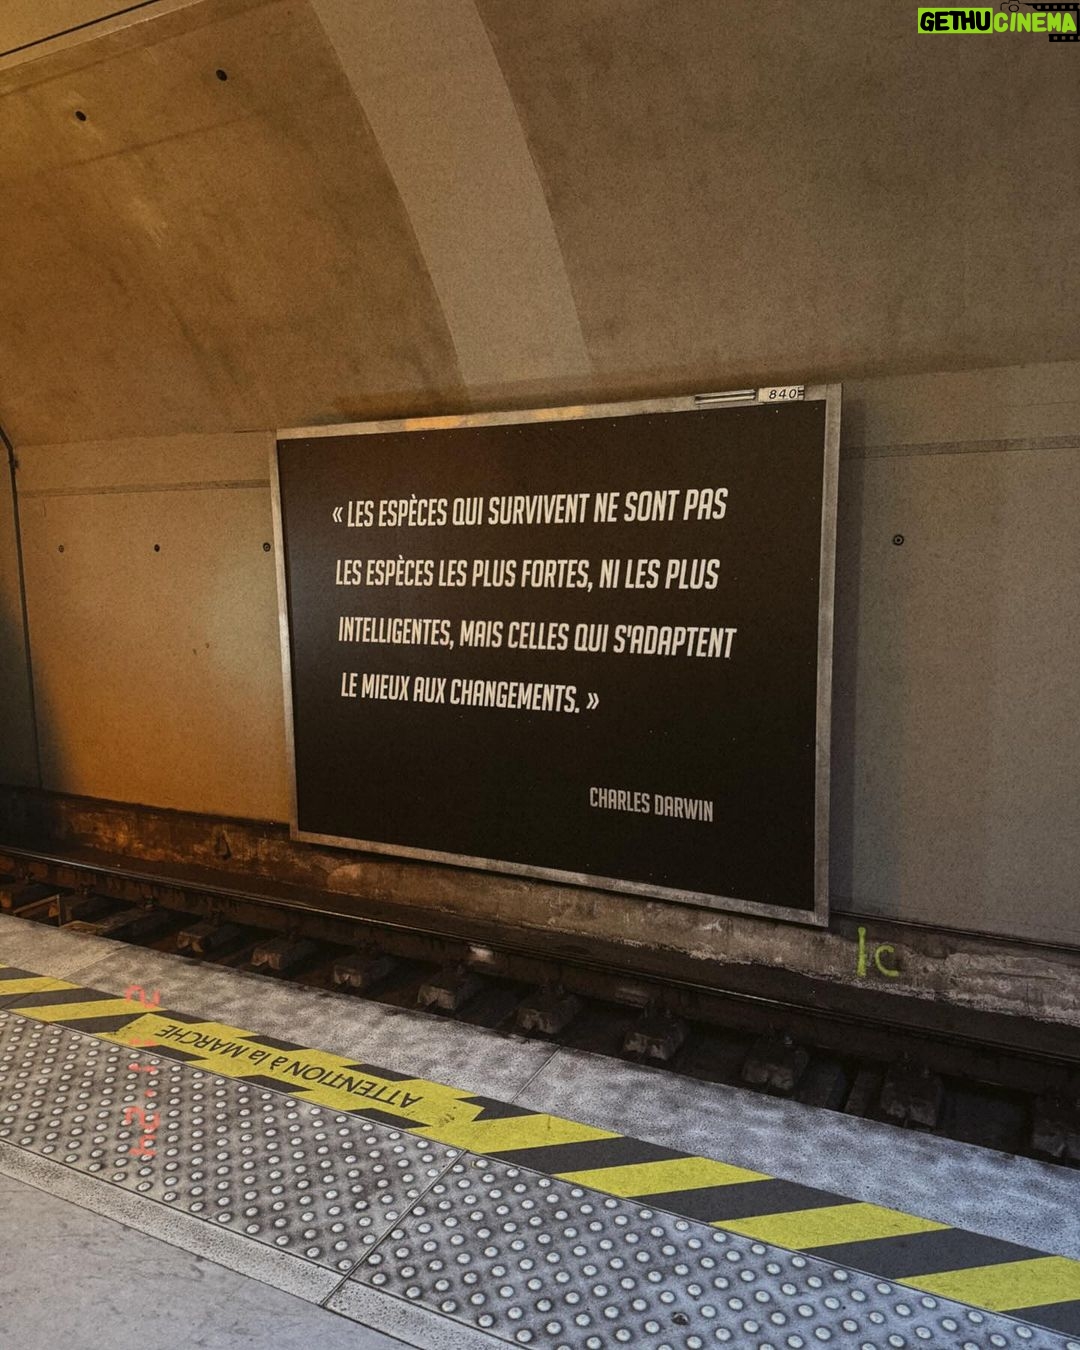 GETHUCINEMA
840
« LES ESPÈCES QUI SURVIVENT NE SONT PAS
LES ESPÈCES LES PLUS FORTES, NI LES PLUS
INTELLIGENTES, MAIS CELLES QUI S'ADAPTENT
LE MIEUX AUX CHANGEMENTS. »
CHARLES DARWIN
1c
ATTENTION à la MARCHE